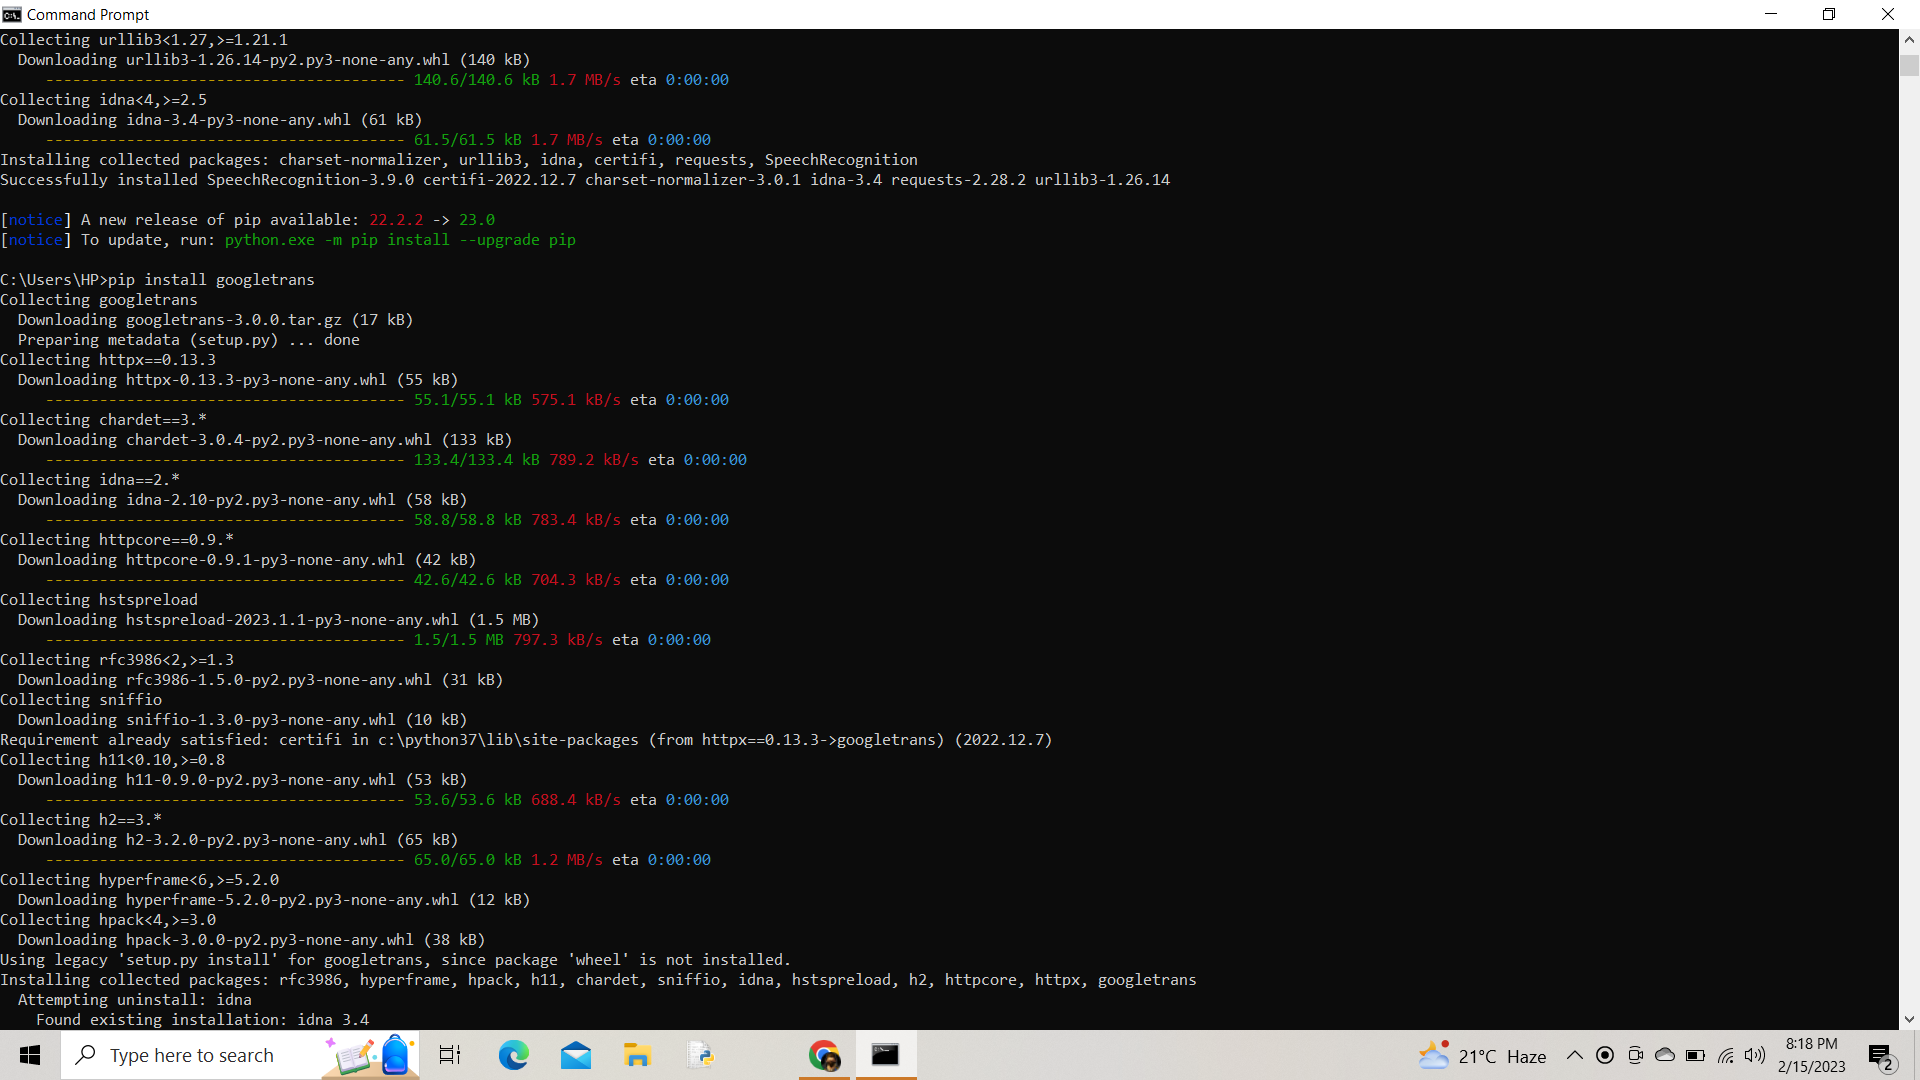 Command Prompt
Collecting urllib3<1.27,>=1.21.1
  Downloading urllib3-1.26.14-py2.py3-none-any.whl (140 kB)
     ---------------------------------------- 140.6/140.6 kB 1.7 MB/s eta 0:00:00
Collecting idna<4,>=2.5
  Downloading idna-3.4-py3-none-any.whl (61 kB)
     ---------------------------------------- 61.5/61.5 kB 1.7 MB/s eta 0:00:00
Installing collected packages: charset-normalizer, urllib3, idna, certifi, requests, SpeechRecognition
Successfully installed SpeechRecognition-3.9.0 certifi-2022.12.7 charset-normalizer-3.0.1 idna-3.4 requests-2.28.2 urllib3-1.26.14
[notice] A new release of pip available: 22.2.2 -> 23.0
[notice] To update, run: python.exe -m pip install --upgrade pip
C:\Users\HP>pip install googletrans
Collecting googletrans
  Downloading googletrans-3.0.0.tar.gz (17 kB)
  Preparing metadata (setup.py) ... done
Collecting httpx==0.13.3
  Downloading httpx-0.13.3-py3-none-any.whl (55 kB)
     ---------------------------------------- 55.1/55.1 kB 575.1 kB/s eta 0:00:00
Collecting chardet==3.*
  Downloading chardet-3.0.4-py2.py3-none-any.whl (133 kB)
     ---------------------------------------- 133.4/133.4 kB 789.2 kB/s eta 0:00:00
Collecting idna==2.*
  Downloading idna-2.10-py2.py3-none-any.whl (58 kB)
     ---------------------------------------- 58.8/58.8 kB 783.4 kB/s eta 0:00:00
Collecting httpcore==0.9.*
  Downloading httpcore-0.9.1-py3-none-any.whl (42 kB)
     ---------------------------------------- 42.6/42.6 kB 704.3 kB/s eta 0:00:00
Collecting hstspreload
  Downloading hstspreload-2023.1.1-py3-none-any.whl (1.5 MB)
     ---------------------------------------- 1.5/1.5 MB 797.3 kB/s eta 0:00:00
Collecting rfc3986<2,>=1.3
  Downloading rfc3986-1.5.0-py2.py3-none-any.whl (31 kB)
Collecting sniffio
  Downloading sniffio-1.3.0-py3-none-any.whl (10 kB)
Requirement already satisfied: certifi in c:\python37\lib\site-packages (from httpx==0.13.3->googletrans) (2022.12.7)
Collecting h11<0.10,>=0.8
  Downloading h11-0.9.0-py2.py3-none-any.whl (53 kB)
     ---------------------------------------- 53.6/53.6 kB 688.4 kB/s eta 0:00:00
Collecting h2==3.*
  Downloading h2-3.2.0-py2.py3-none-any.whl (65 kB)
     ---------------------------------------- 65.0/65.0 kB 1.2 MB/s eta 0:00:00
Collecting hyperframe<6,>=5.2.0
  Downloading hyperframe-5.2.0-py2.py3-none-any.whl (12 kB)
Collecting hpack<4,>=3.0
  Downloading hpack-3.0.0-py2.py3-none-any.whl (38 kB)
Using legacy 'setup.py install' for googletrans, since package 'wheel' is not installed.
Installing collected packages: rfc3986, hyperframe, hpack, h11, chardet, sniffio, idna, hstspreload, h2, httpcore, httpx, googletrans
  Attempting uninstall: idna
    Found existing installation: idna 3.4
Type here to search
21°C Haze
8:18 PM
2/15/2023
2